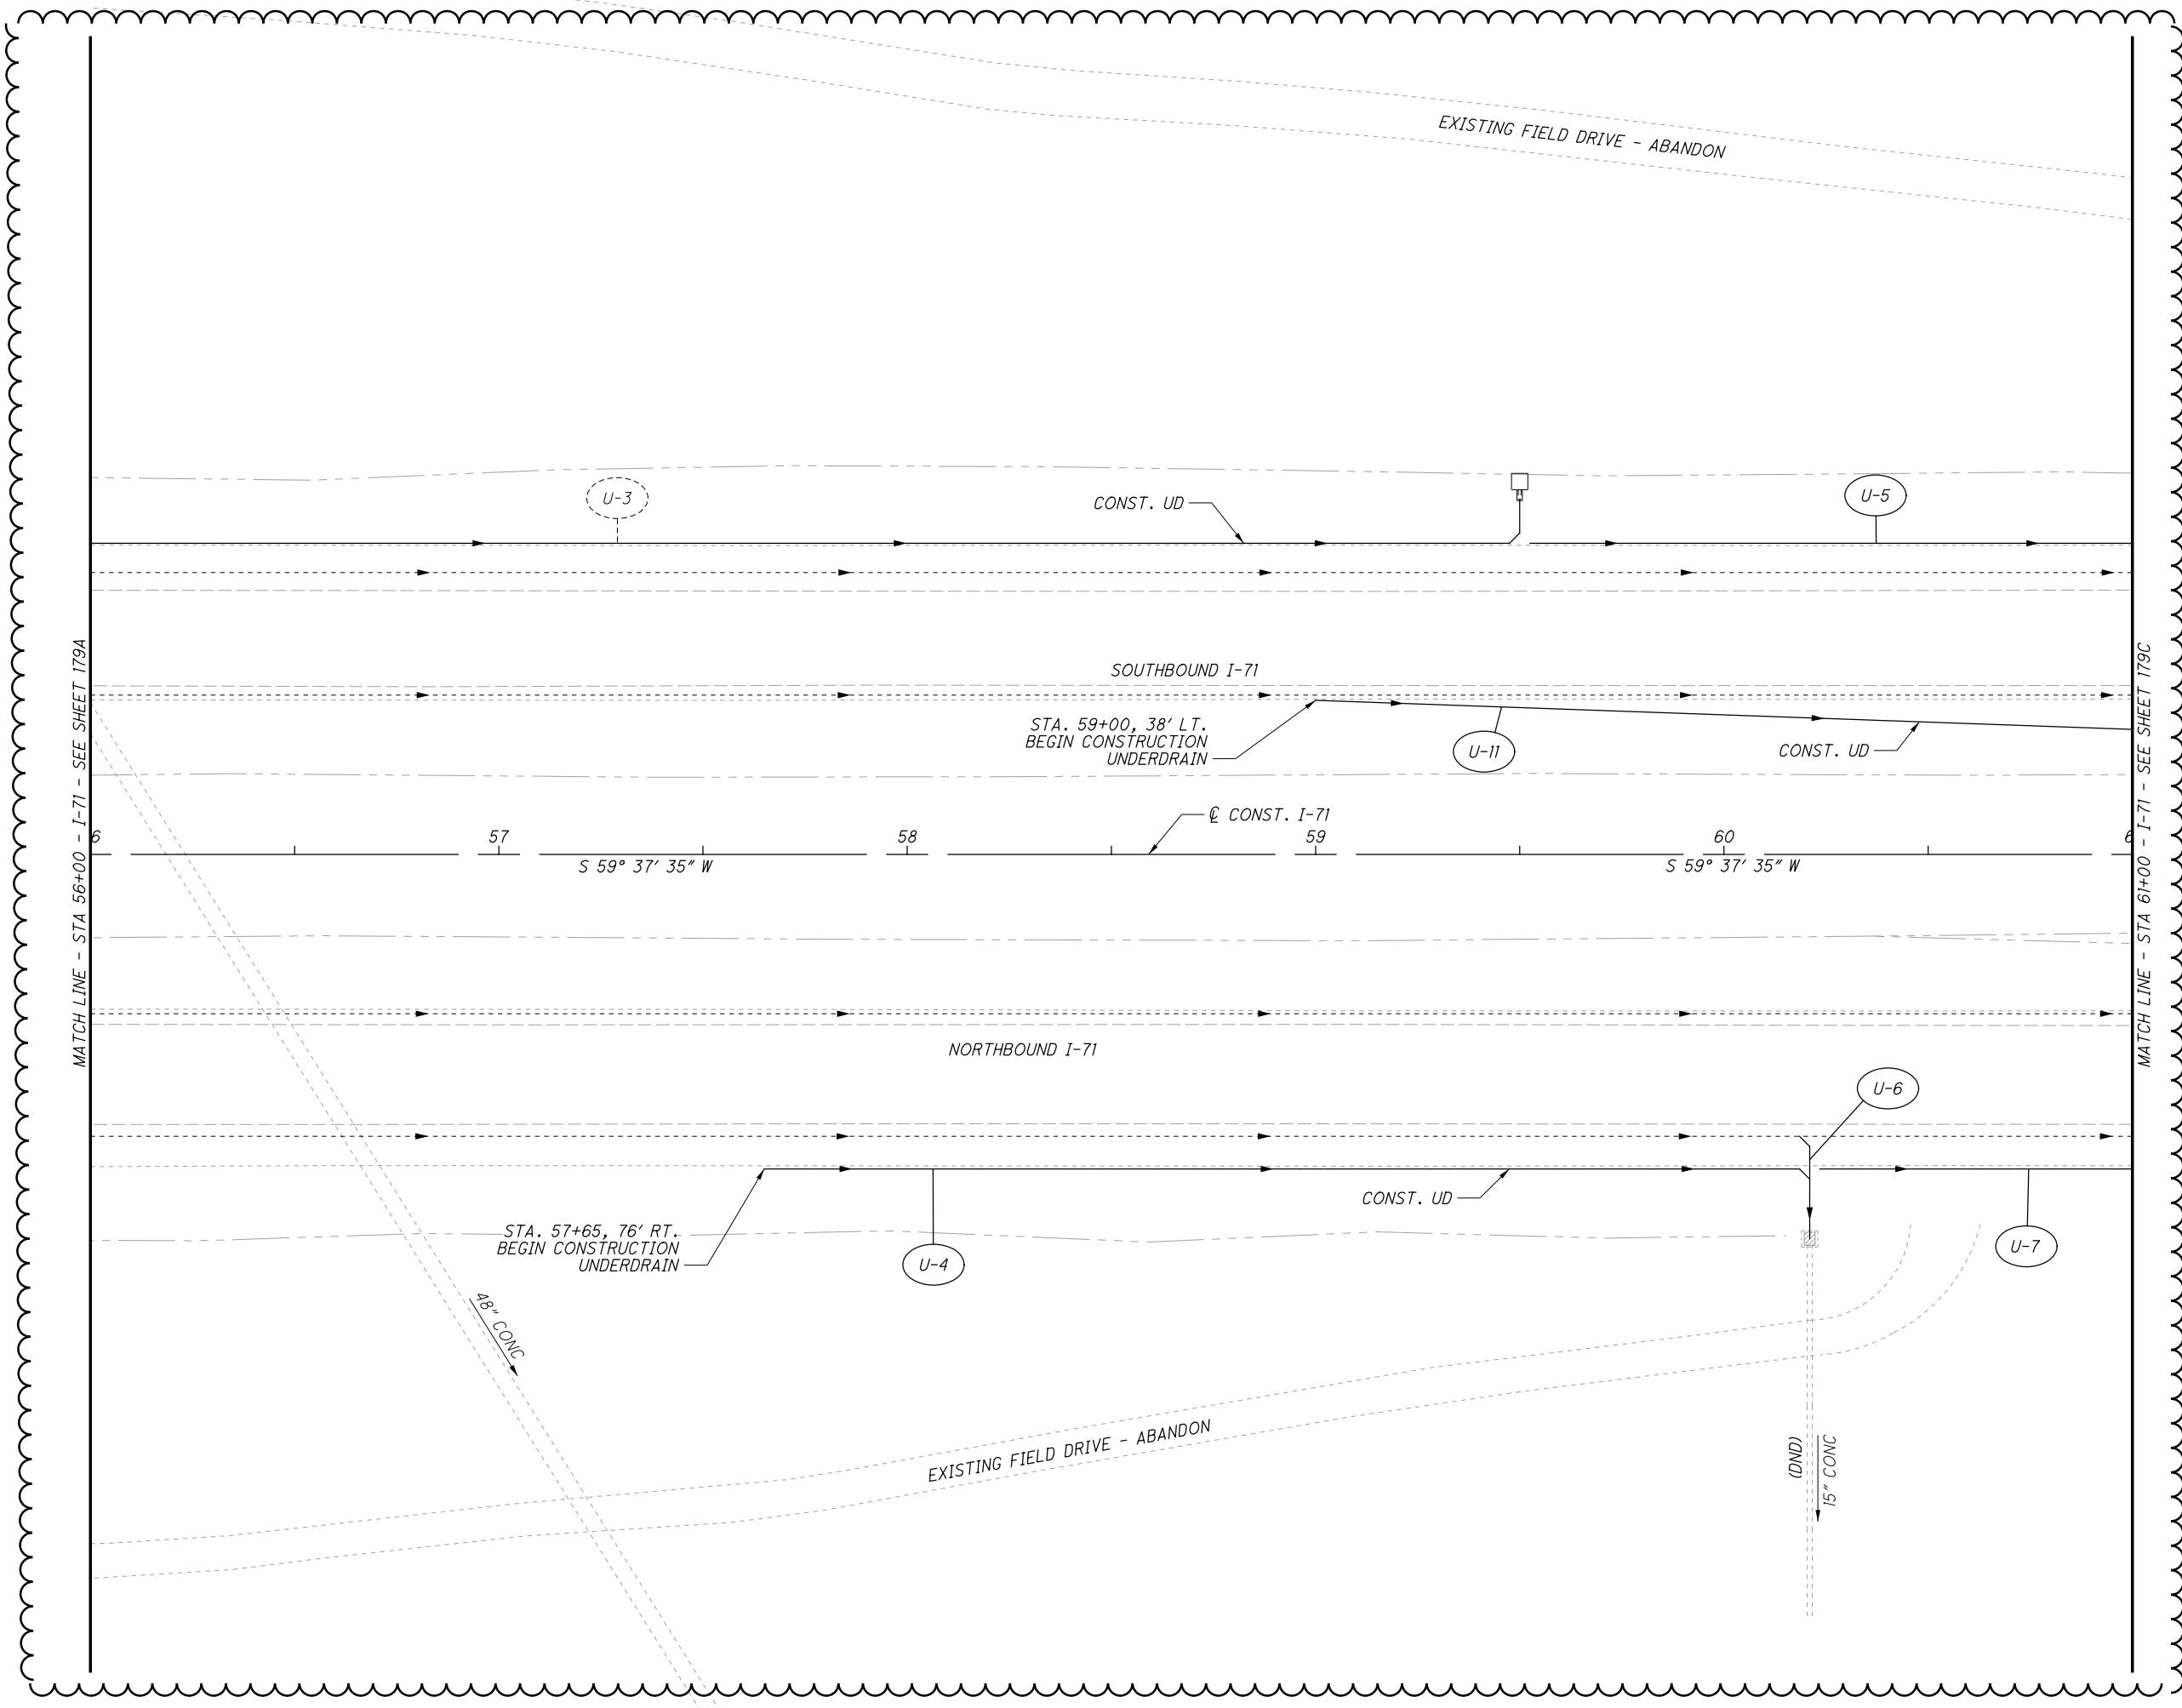 EXISTING FIELD DRIVE - ABANDON
U-3
CONST. UD
U-5
MATCH LINE - STA 56+00 - I-71 - SEE SHEET 179A
MATCH LINE - STA 61+00 - I-71 - SEE SHEET 179C
SOUTHBOUND I-71
STA. 59+00, 38' LT.
BEGIN CONSTRUCTION
UNDERDRAIN
U-11
CONST. UD
℄ CONST. I-71
6 57 58 59 60 6
S 59° 37' 35" W S 59° 37' 35" W
NORTHBOUND I-71
U-6
CONST. UD
STA. 57+65, 76' RT.
BEGIN CONSTRUCTION
UNDERDRAIN
U-4
U-7
48" CONC
EXISTING FIELD DRIVE - ABANDON
(DND)
15" CONC